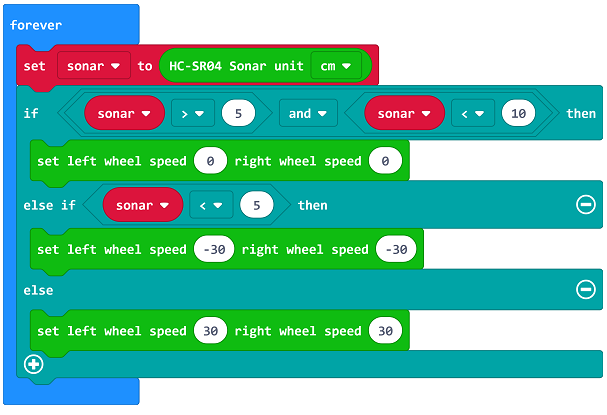 forever
set sonar to HC-SR04 Sonar unit cm
if sonar > 5 and sonar < 10 then
set left wheel speed 0 right wheel speed 0
else if sonar < 5 then
set left wheel speed -30 right wheel speed -30
else
set left wheel speed 30 right wheel speed 30